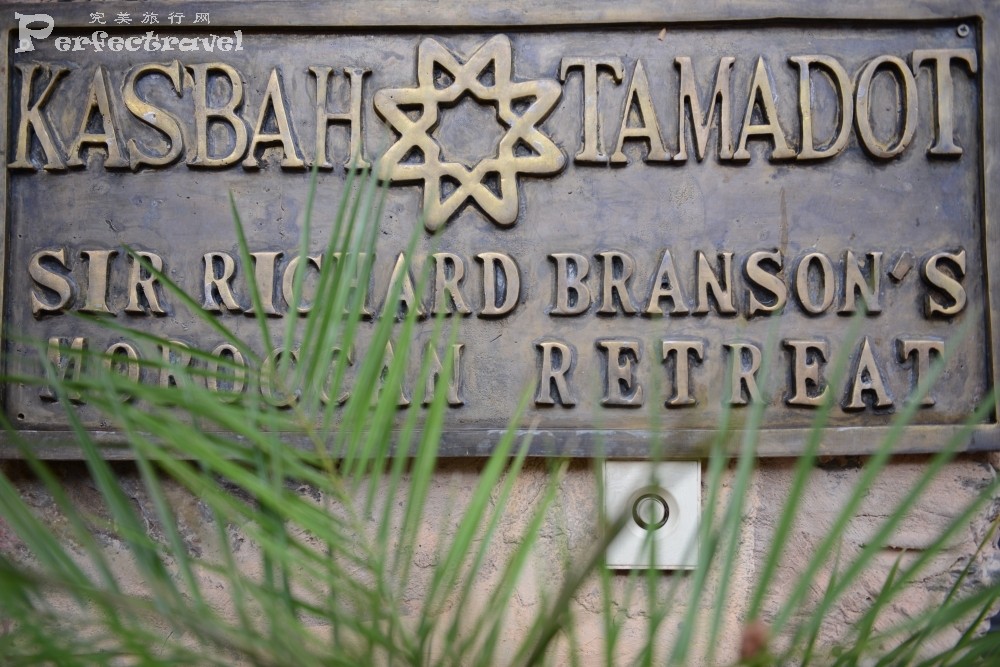 完美旅行网
Perfectravel
KASBAH TAMADOT
SIR RICHARD BRANSON'S
MOROCCAN RETREAT